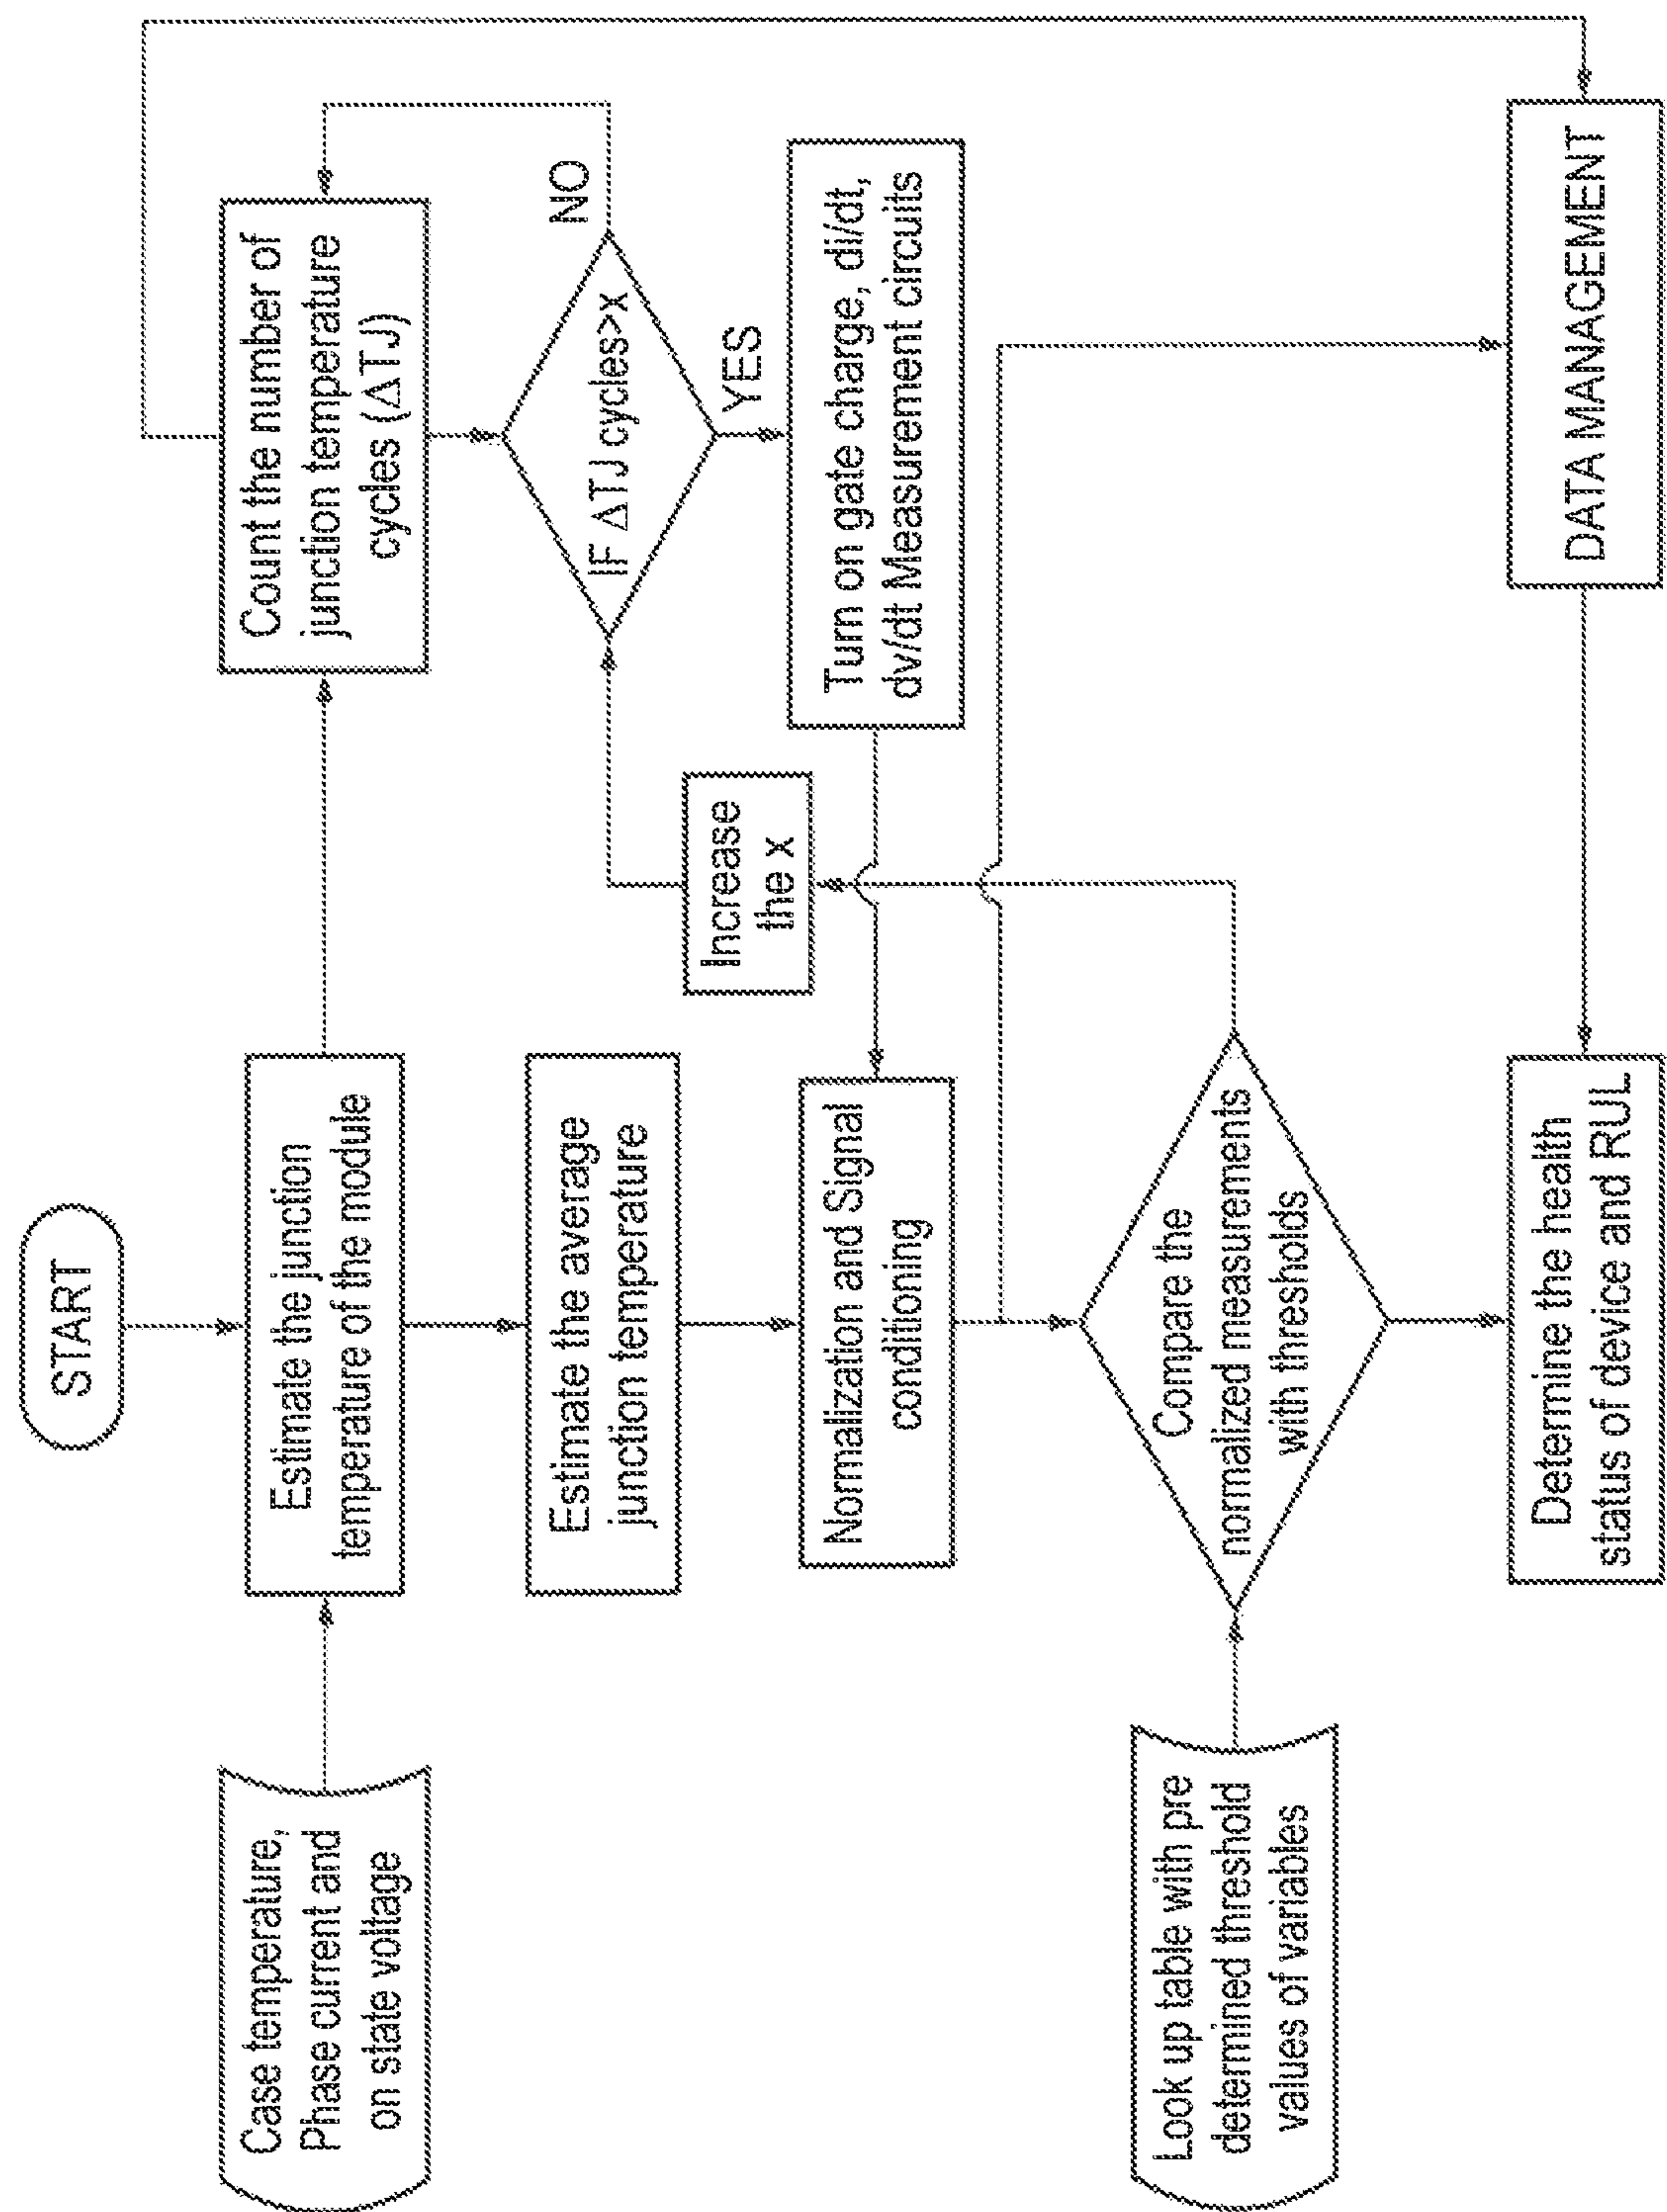 START
Case temperature,
Phase current and
on state voltage
Estimate the junction
temperature of the module
Count the number of
junction temperature
cycles (ΔTJ)
Estimate the average
junction temperature
IF ΔTJ cycles>x
NO
YES
Increase
the x
Turn on gate charge, di/dt,
dv/dt Measurement circuits
Normalization and Signal
conditioning
Look up table with pre
determined threshold
values of variables
Compare the
normalized measurements
with thresholds
Determine the health
status of device and RUL
DATA MANAGEMENT